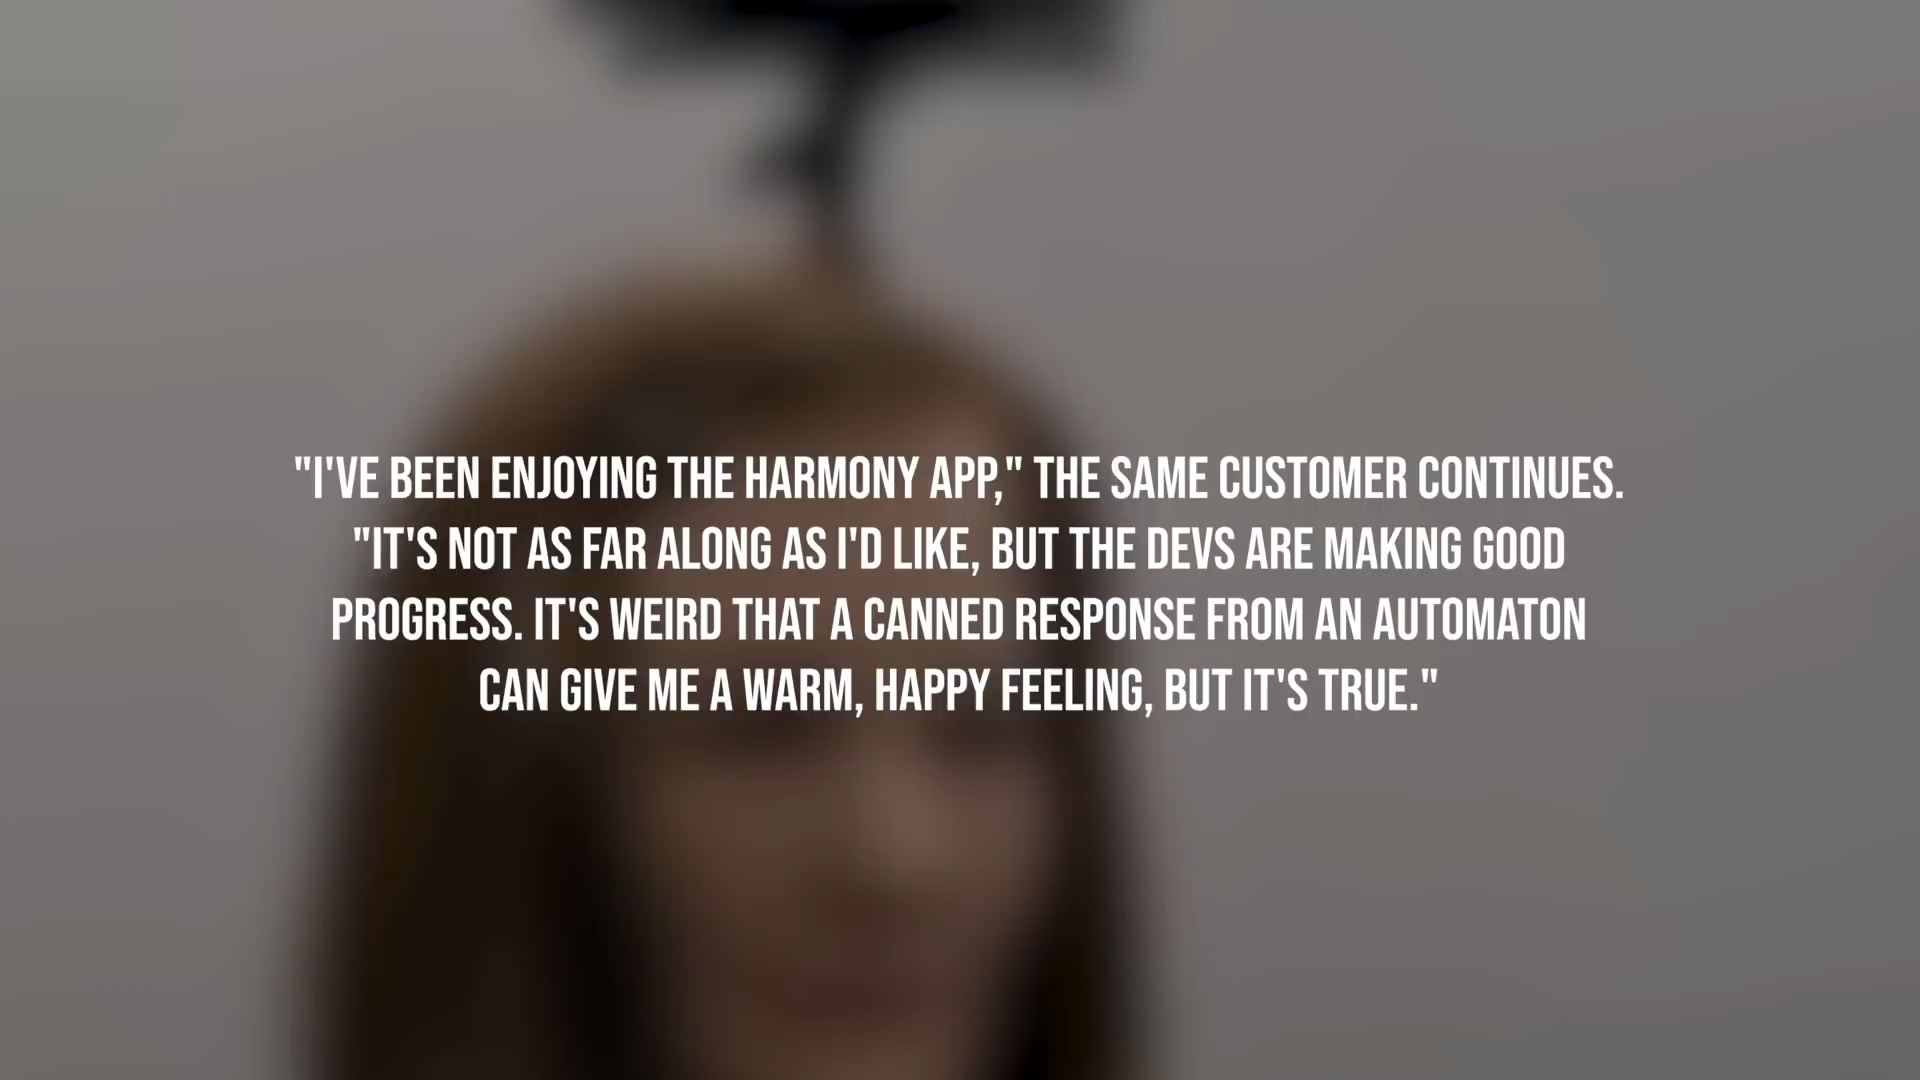 "I'VE BEEN ENJOYING THE HARMONY APP," THE SAME CUSTOMER CONTINUES.
"IT'S NOT AS FAR ALONG AS I'D LIKE, BUT THE DEVS ARE MAKING GOOD
PROGRESS. IT'S WEIRD THAT A CANNED RESPONSE FROM AN AUTOMATON
CAN GIVE ME A WARM, HAPPY FEELING, BUT IT'S TRUE."